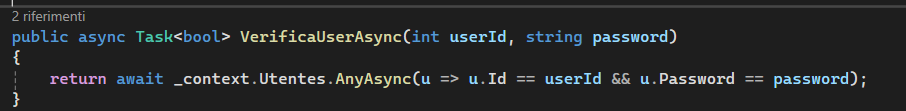 2 riferimenti
public async Task<bool> VerificaUserAsync(int userId, string password)
{
return await _context.Utentes.AnyAsync(u => u.Id == userId && u.Password == password);
}